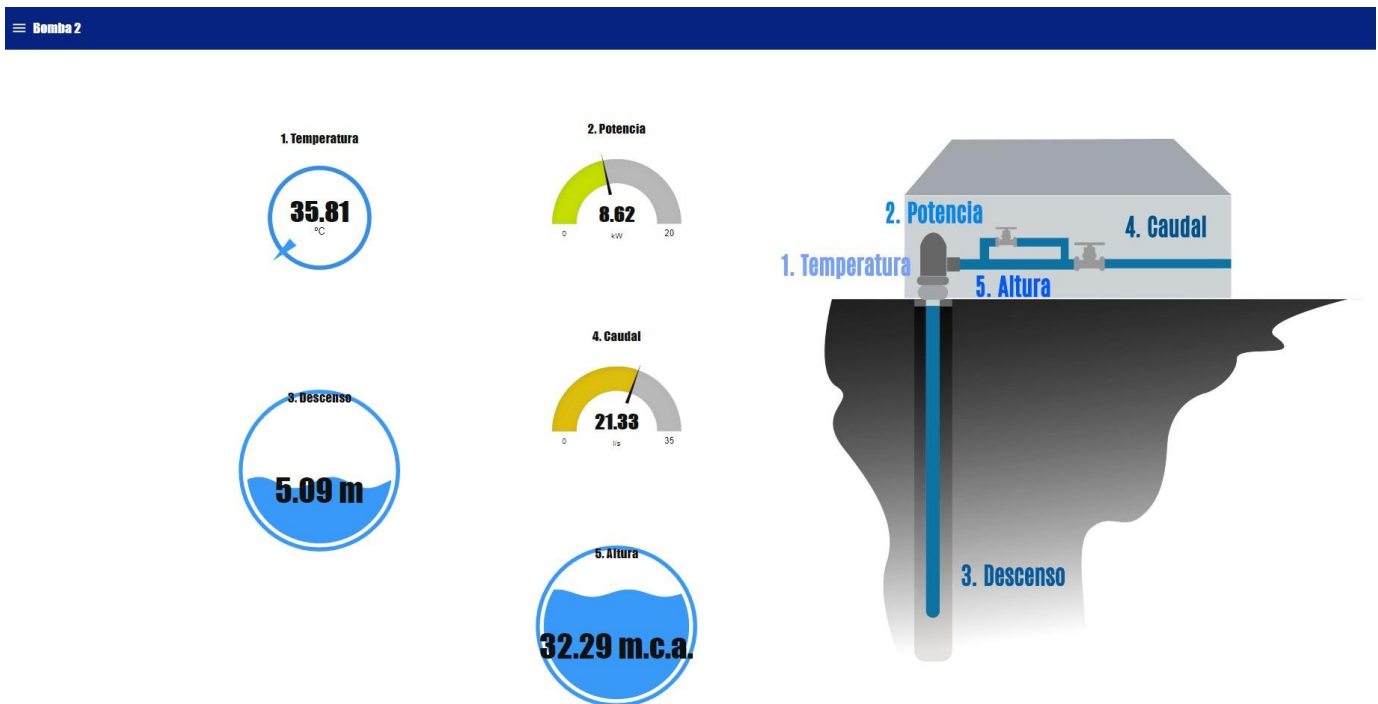 Bomba 2
1. Temperatura
35.81
°C
2. Potencia
8.62
0 kW 20
3. Descenso
5.09 m
4. Caudal
21.33
0 l/s 35
5. Altura
32.29 m.c.a.
2. Potencia
4. Caudal
1. Temperatura
5. Altura
3. Descenso